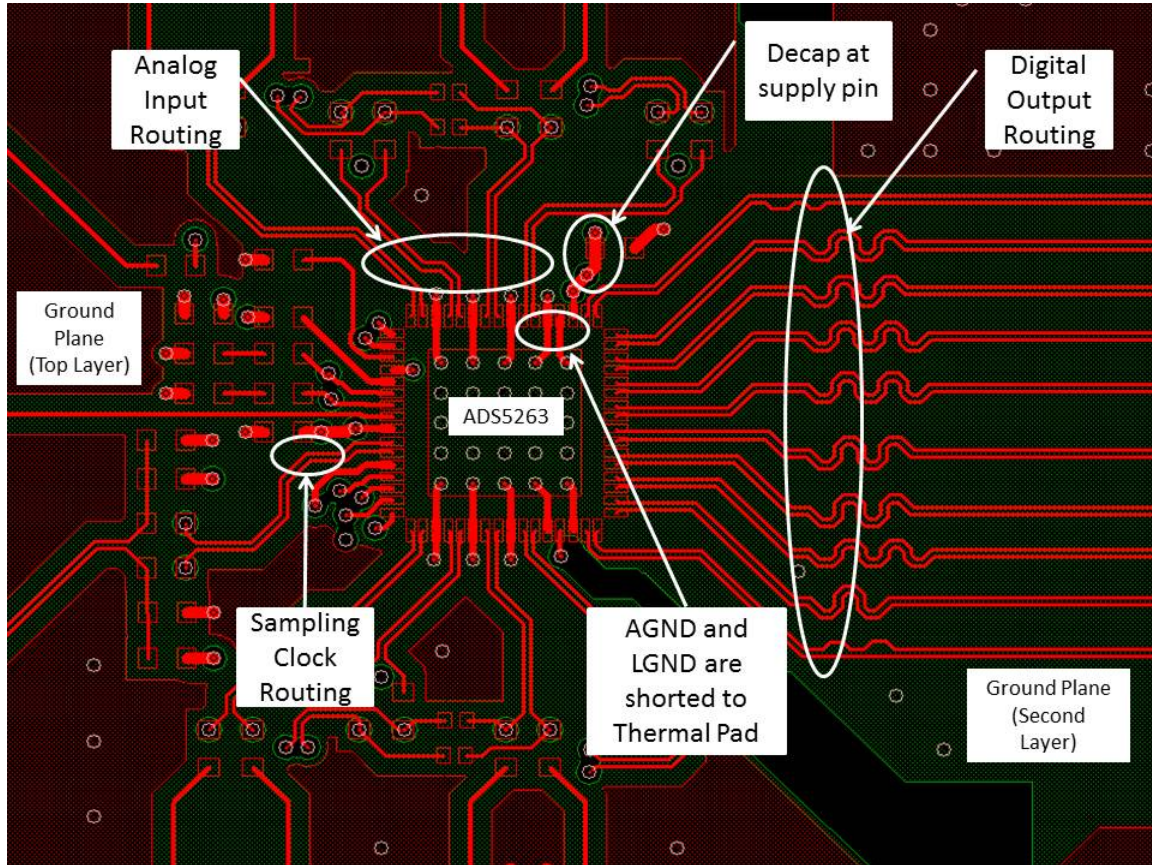 Analog
Input
Routing
Decap at
supply pin
Digital
Output
Routing
Ground
Plane
(Top Layer)
ADS5263
Sampling
Clock
Routing
AGND and
LGND are
shorted to
Thermal Pad
Ground Plane
(Second
Layer)